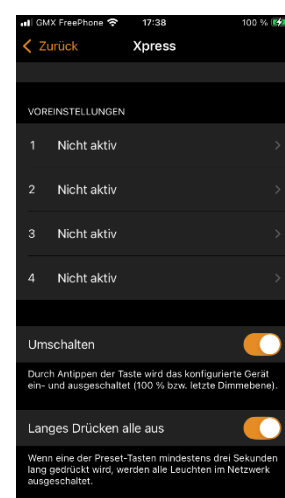 GMX FreePhone 17:38 100 %
Zurück Xpress
VOREINSTELLUNGEN
1 Nicht aktiv
2 Nicht aktiv
3 Nicht aktiv
4 Nicht aktiv
Umschalten
Durch Antippen der Taste wird das konfigurierte Gerät
ein- und ausgeschaltet (100 % bzw. letzte Dimmebene).
Langes Drücken alle aus
Wenn eine der Preset-Tasten mindestens drei Sekunden
lang gedrückt wird, werden alle Leuchten im Netzwerk
ausgeschaltet.